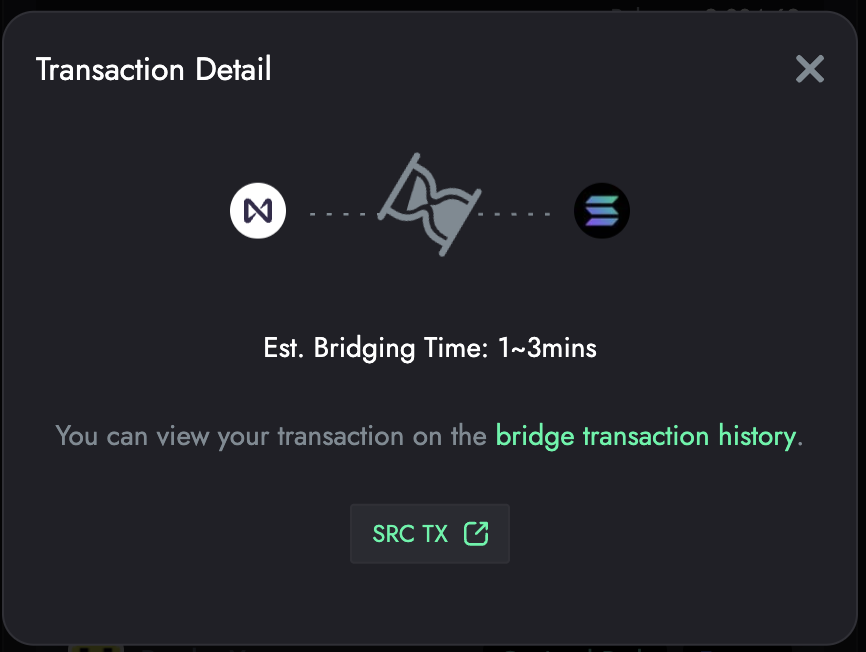 Transaction Detail
Est. Bridging Time: 1~3mins
You can view your transaction on the bridge transaction history.
SRC TX